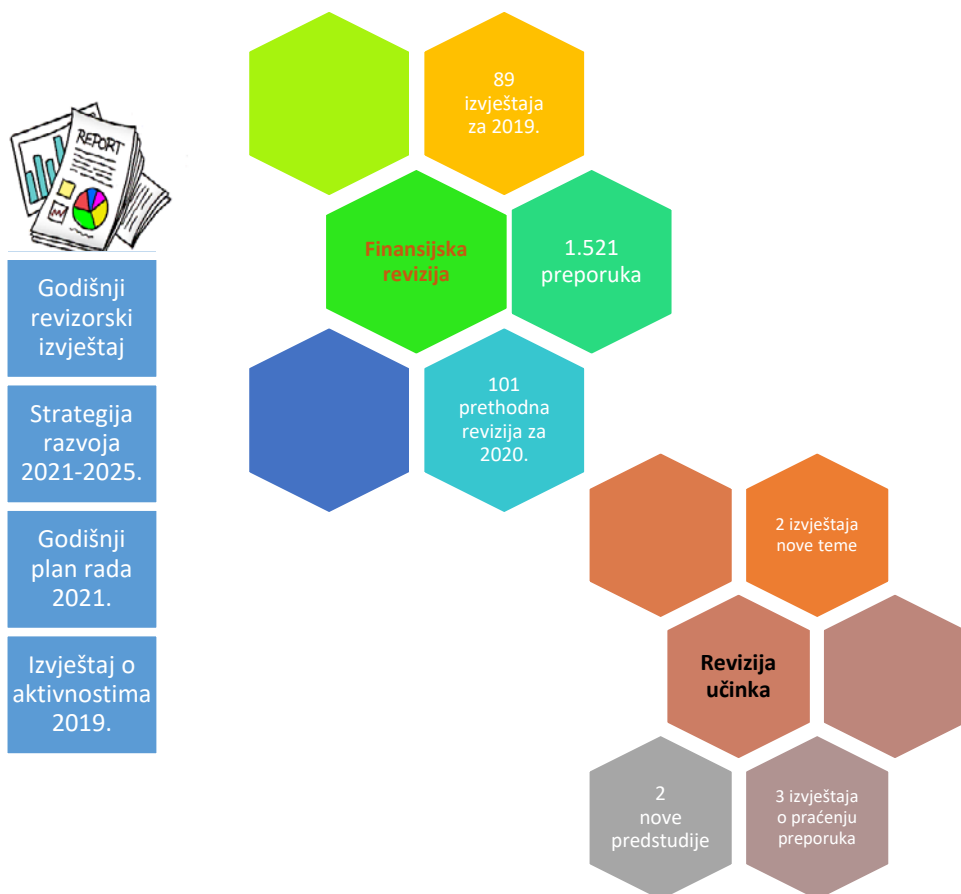 REPORT
Godišnji
revizorski
izvještaj
Strategija
razvoja
2021-2025.
Godišnji
plan rada
2021.
Izvještaj o
aktivnostima
2019.
89
izvještaja
za 2019.
Finansijska
revizija
1.521
preporuka
101
prethodna
revizija za
2020.
2 izvještaja
nove teme
Revizija
učinka
2
nove
predstudije
3 izvještaja
o praćenju
preporuka